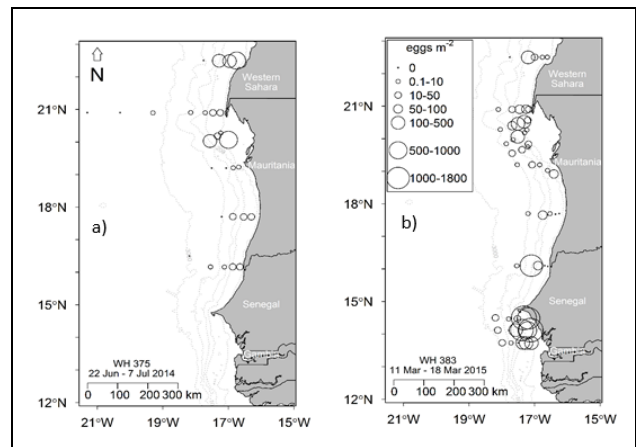 N
Western
Sahara
21°N
Mauritania
18°N
a)
Senegal
15°N
Gambia
WH 375
22 Jun - 7 Jul 2014
0 100 200 300 km
12°N
21°W 19°W 17°W 15°W
eggs m-2
0
0.1-10
10-50
50-100
100-500
500-1000
1000-1800
Western
Sahara
21°N
Mauritania
18°N
b)
Senegal
15°N
Gambia
WH 383
11 Mar - 18 Mar 2015
0 100 200 300 km
12°N
21°W 19°W 17°W 15°W